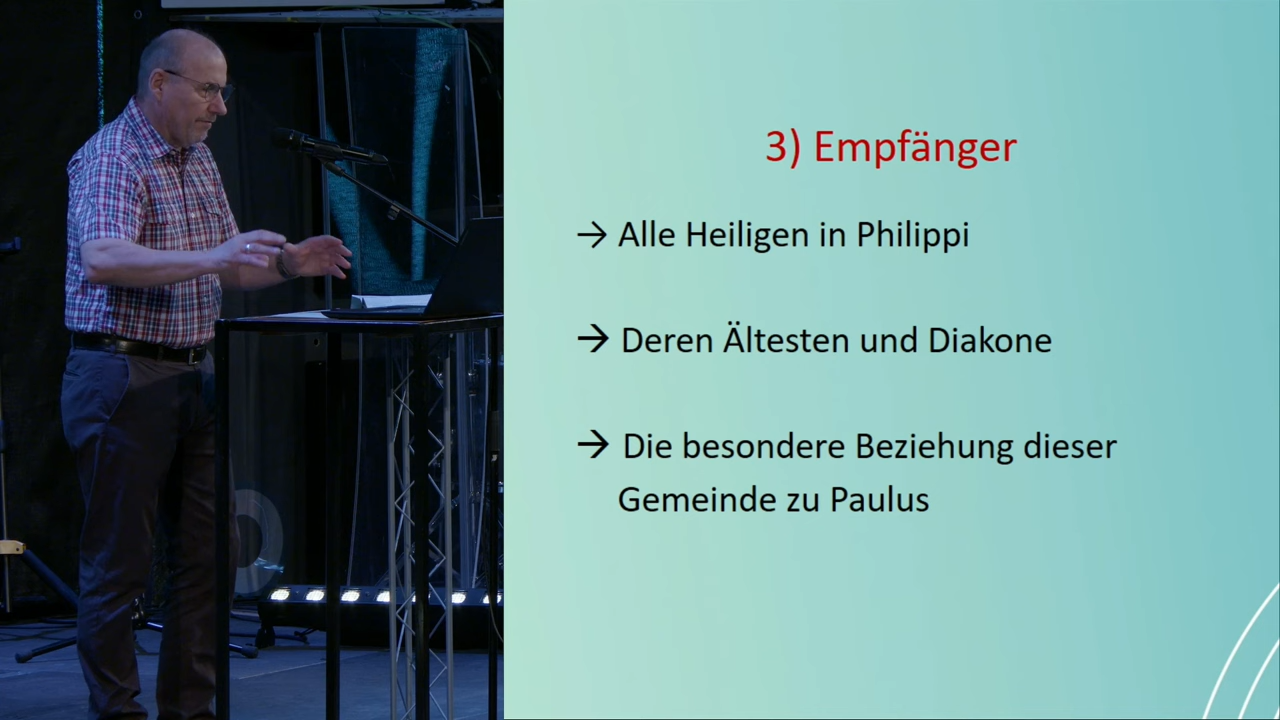 3) Empfänger
→ Alle Heiligen in Philippi
→ Deren Ältesten und Diakone
→ Die besondere Beziehung dieser
Gemeinde zu Paulus